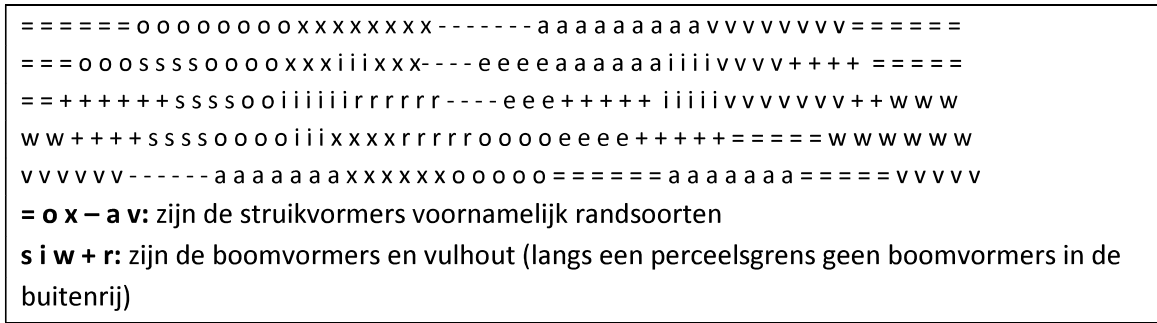 = = = = = = o o o o o o o o x x x x x x x x - - - - - - - a a a a a a a a a v v v v v v v v = = = = = =
= = = o o o s s s s o o o o x x x i i i x x x - - - - e e e e a a a a a a a i i i i v v v v + + + + = = = = =
= = + + + + + + s s s s o o i i i i i i r r r r r r - - - - e e e + + + + + i i i i i v v v v v v v + + w w w
w w + + + + s s s s o o o o i i i x x x x r r r r r o o o o e e e e + + + + + = = = = = w w w w w w
v v v v v v - - - - - - a a a a a a a x x x x x x o o o o o = = = = = = a a a a a a a = = = = = v v v v v
= o x – a v: zijn de struikvormers voornamelijk randsoorten
s i w + r: zijn de boomvormers en vulhout (langs een perceelsgrens geen boomvormers in de
buitenrij)